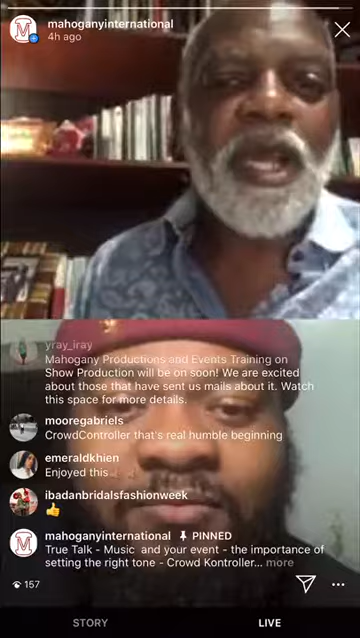 mahoganyinternational
4h ago
yray_iray
Mahogany Productions and Events Training on
Show Production will be on soon! We are excited
about those that have sent us mails about it. Watch
this space for more details.
mooregabriels
CrowdController that's real humble beginning
emeraldkhien
Enjoyed this
ibadanbridalsfashionweek
👍
mahoganyinternational 📌 PINNED
True Talk - Music and your event - the importance of
setting the right tone - Crowd Kontroller... more
157
STORY LIVE